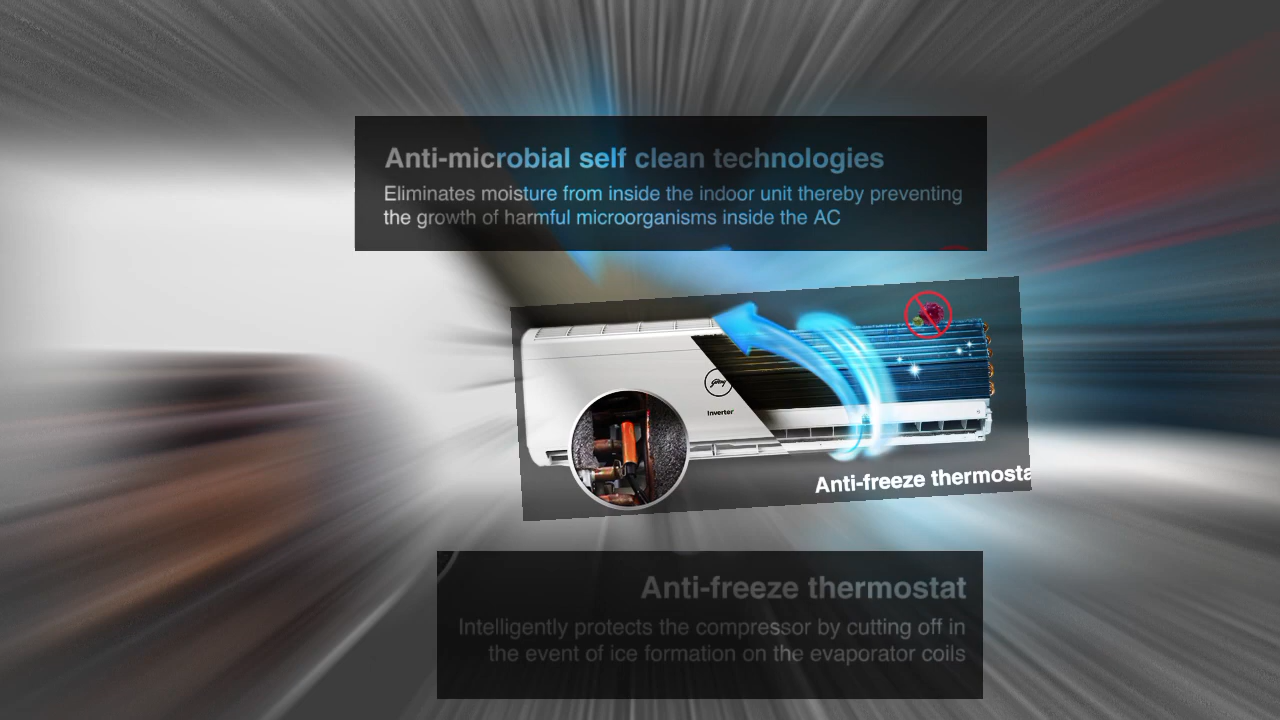 Anti-microbial self clean technologies
Eliminates moisture from inside the indoor unit thereby preventing
the growth of harmful microorganisms inside the AC
Godrej
Inverter
Anti-freeze thermosta
Anti-freeze thermostat
Intelligently protects the compressor by cutting off in
the event of ice formation on the evaporator coils